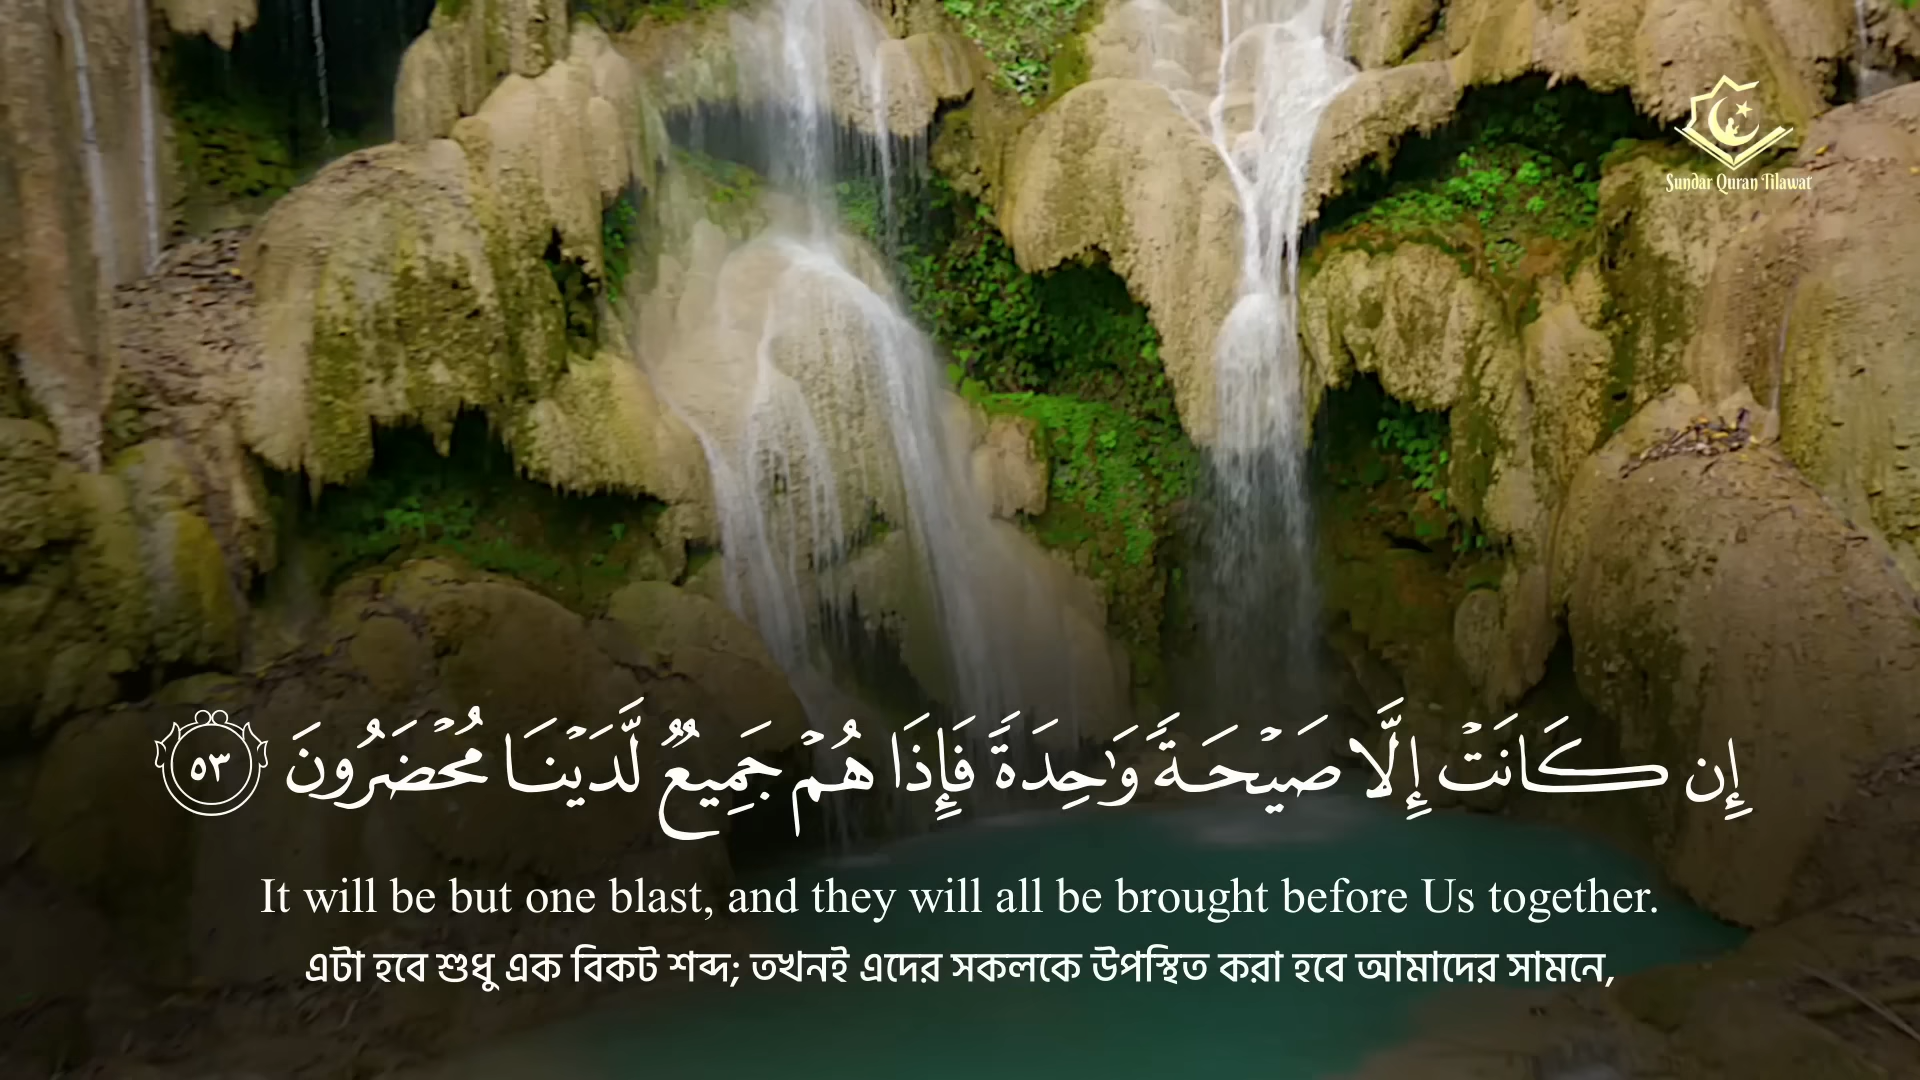 Sundar Quran Tilawat
إِن كَانَتْ إِلَّا صَيْحَةً وَٰحِدَةً فَإِذَا هُمْ جَمِيعٌ لَّدَيْنَا مُحْضَرُونَ ٥٣
It will be but one blast, and they will all be brought before Us together.
এটা হবে শুধু এক বিকট শব্দ; তখনই এদের সকলকে উপস্থিত করা হবে আমাদের সামনে,